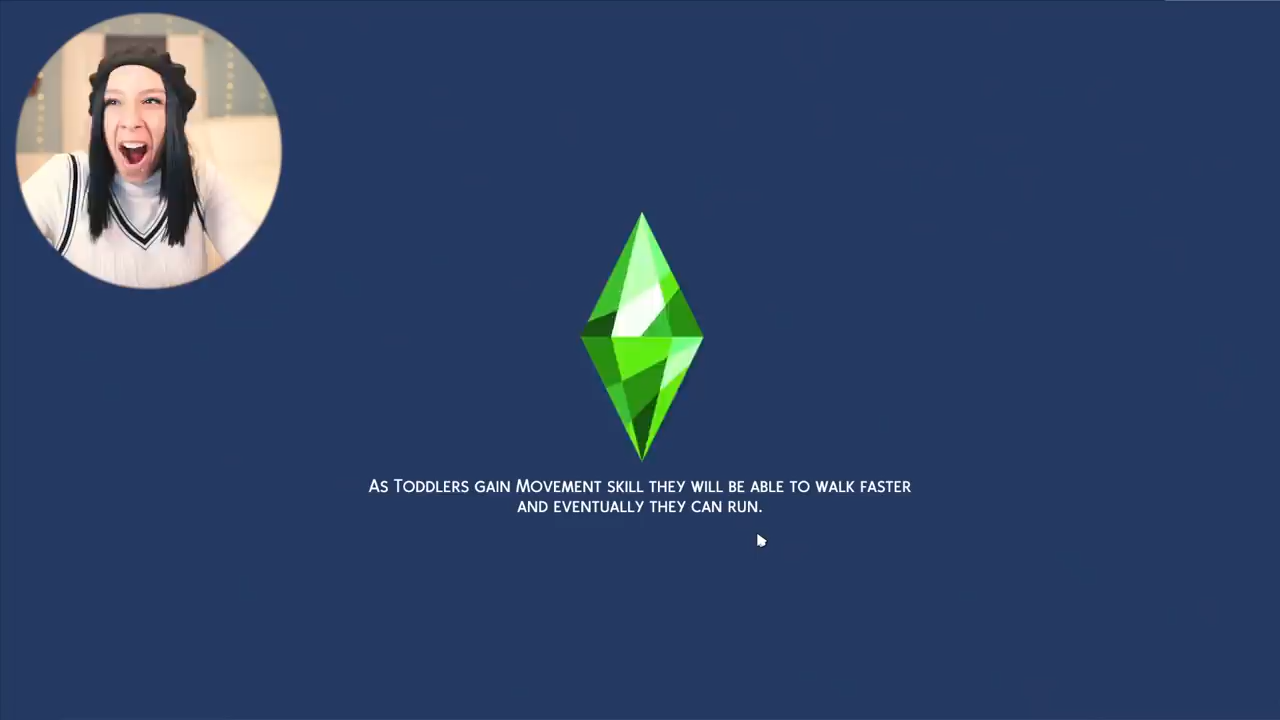 As Toddlers gain Movement skill they will be able to walk faster
and eventually they can run.